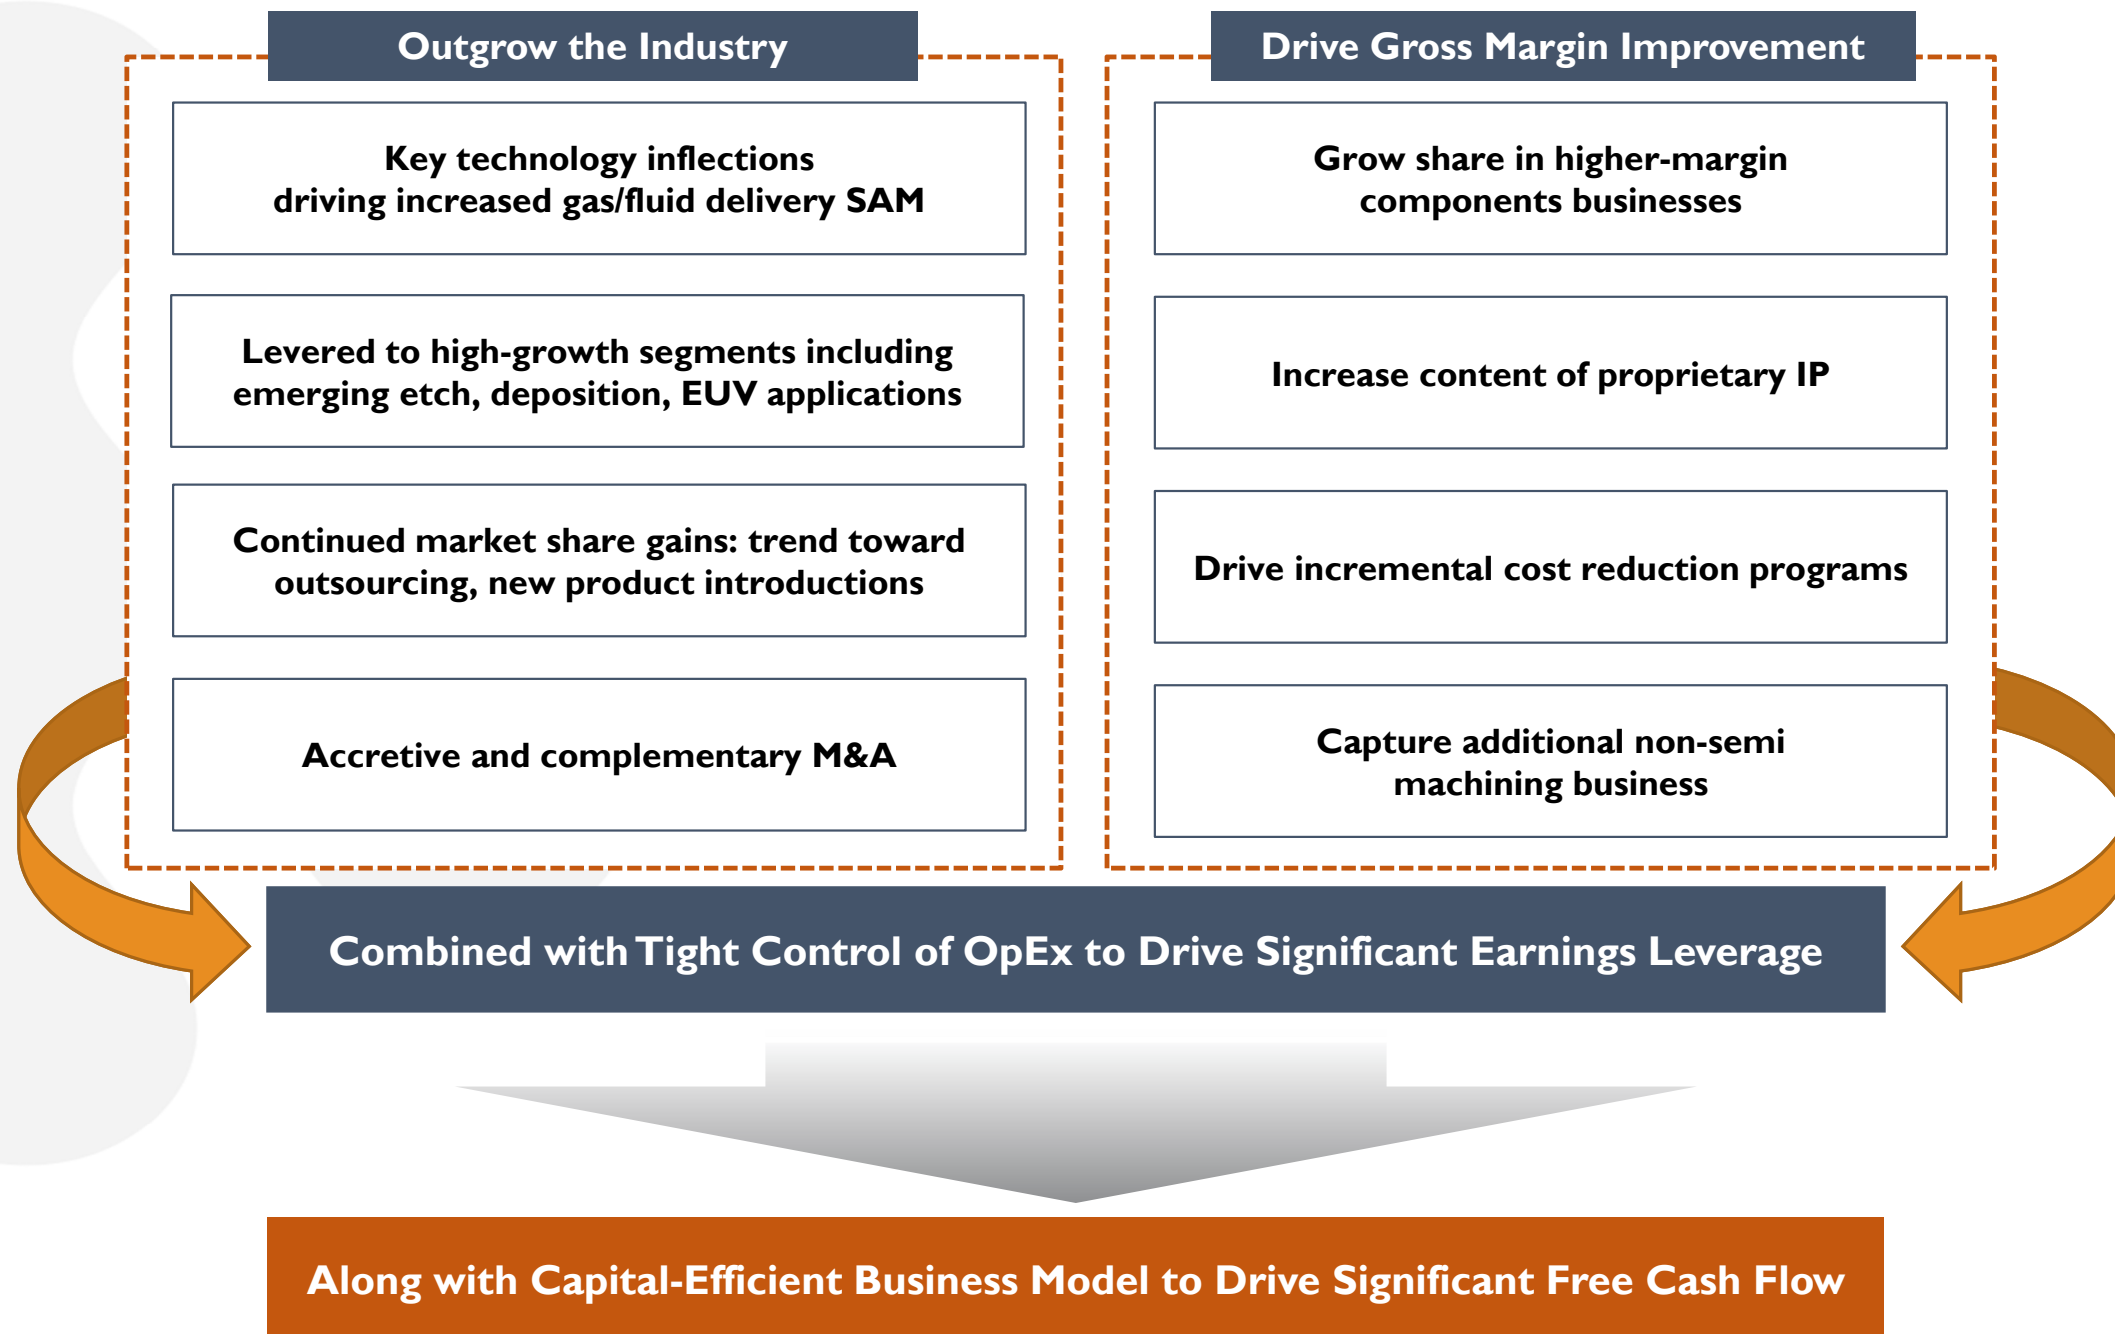 Outgrow the Industry
Key technology inflections
driving increased gas/fluid delivery SAM
Levered to high-growth segments including
emerging etch, deposition, EUV applications
Continued market share gains: trend toward
outsourcing, new product introductions
Accretive and complementary M&A
Drive Gross Margin Improvement
Grow share in higher-margin
components businesses
Increase content of proprietary IP
Drive incremental cost reduction programs
Capture additional non-semi
machining business
Combined with Tight Control of OpEx to Drive Significant Earnings Leverage
Along with Capital-Efficient Business Model to Drive Significant Free Cash Flow